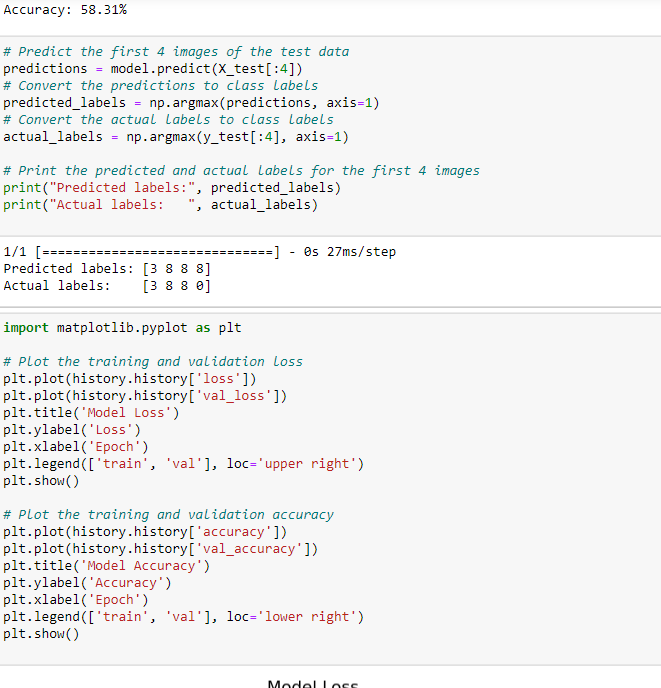 Accuracy: 58.31%
# Predict the first 4 images of the test data
predictions = model.predict(X_test[:4])
# Convert the predictions to class labels
predicted_labels = np.argmax(predictions, axis=1)
# Convert the actual labels to class labels
actual_labels = np.argmax(y_test[:4], axis=1)
# Print the predicted and actual labels for the first 4 images
print("Predicted labels:", predicted_labels)
print("Actual labels:   ", actual_labels)
1/1 [==============================] - 0s 27ms/step
Predicted labels: [3 8 8 8]
Actual labels:    [3 8 8 0]
import matplotlib.pyplot as plt
# Plot the training and validation loss
plt.plot(history.history['loss'])
plt.plot(history.history['val_loss'])
plt.title('Model Loss')
plt.ylabel('Loss')
plt.xlabel('Epoch')
plt.legend(['train', 'val'], loc='upper right')
plt.show()
# Plot the training and validation accuracy
plt.plot(history.history['accuracy'])
plt.plot(history.history['val_accuracy'])
plt.title('Model Accuracy')
plt.ylabel('Accuracy')
plt.xlabel('Epoch')
plt.legend(['train', 'val'], loc='lower right')
plt.show()
Model Loss